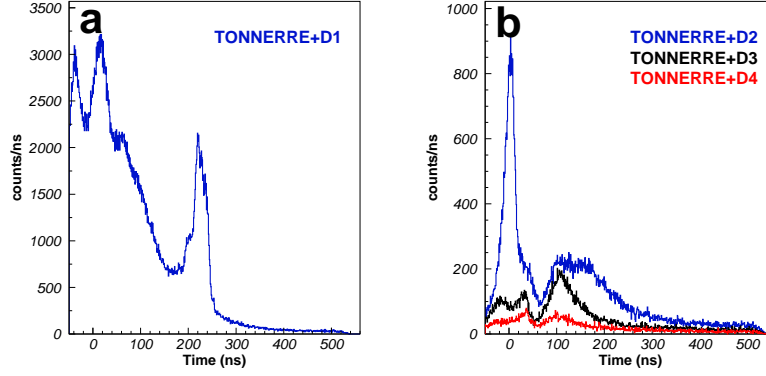 a
TONNERRE+D1
counts/ns
3500
3000
2500
2000
1500
1000
500
0
0 100 200 300 400 500
Time (ns)
b
TONNERRE+D2
TONNERRE+D3
TONNERRE+D4
counts/ns
1000
800
600
400
200
0
0 100 200 300 400 500
Time (ns)